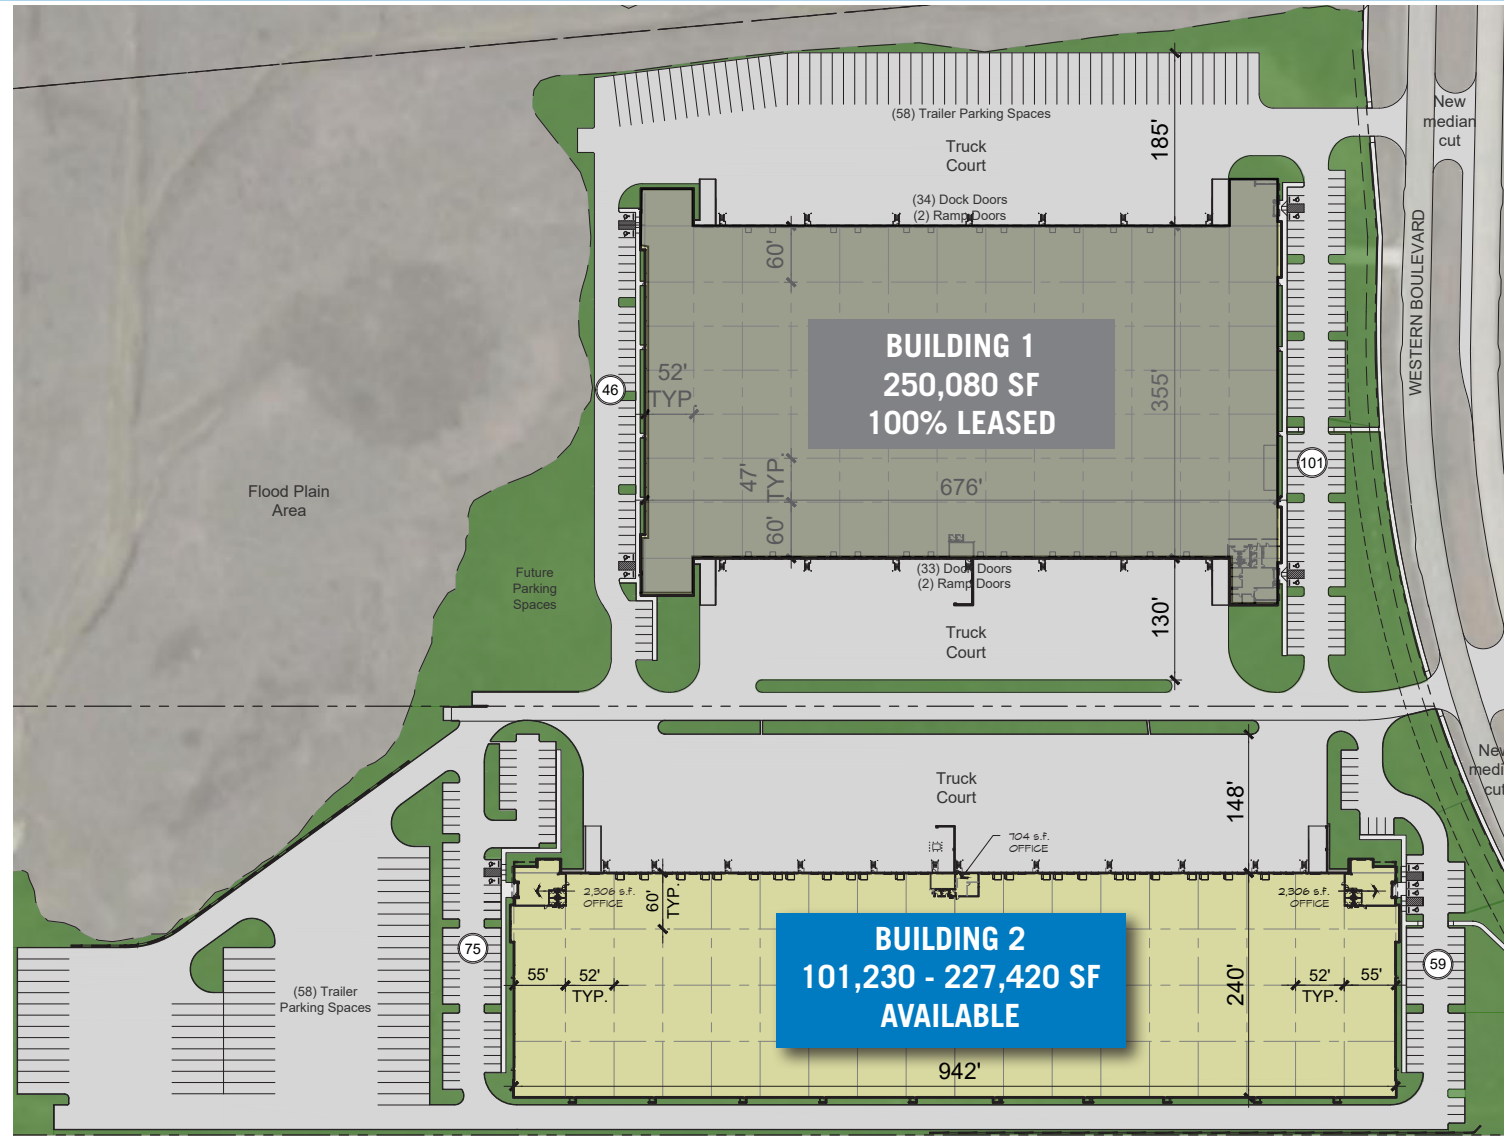 (58) Trailer Parking Spaces
Truck
Court
185'
New
median
cut
(34) Dock Doors
(2) Ramp Doors
60'
WESTERN BOULEVARD
BUILDING 1
250,080 SF
100% LEASED
52'
TYP.
46
355'
47'
TYP.
676'
101
Flood Plain
Area
60'
Future
Parking
Spaces
(33) Dock Doors
(2) Ramp Doors
130'
Truck
Court
New
medi
cut
Truck
Court
148'
704 s.f.
OFFICE
2,306 s.f.
OFFICE
60'
TYP.
2,306 s.f.
OFFICE
BUILDING 2
101,230 - 227,420 SF
AVAILABLE
75
59
55'
52'
TYP.
240'
52'
TYP.
55'
(58) Trailer
Parking Spaces
942'